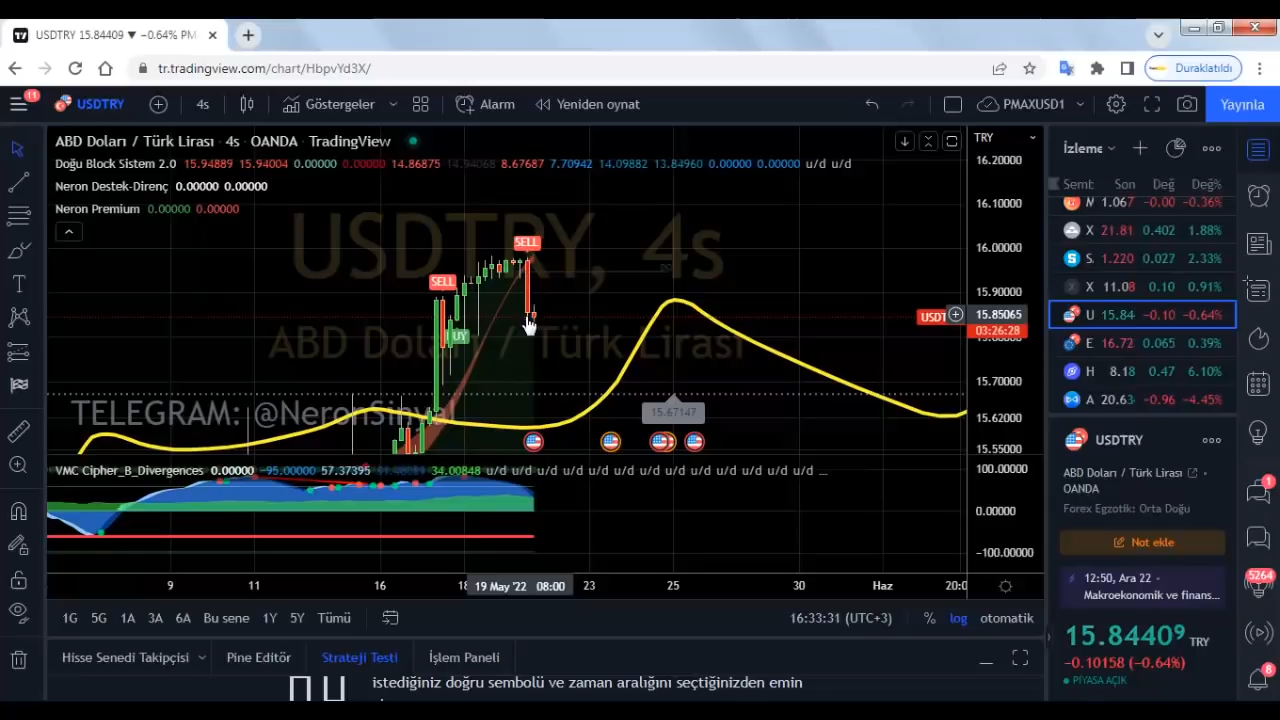 USDTRY 15.84409 ▼ −0.64% PM
tr.tradingview.com/chart/HbpvYd3X/
Duraklatıldı
11
USDTRY
4s
Göstergeler
Alarm
Yeniden oynat
PMAXUSD1
Yayınla
ABD Doları / Türk Lirası · 4s · OANDA · TradingView
Doğu Block Sistem 2.0 15.94889 15.94004 0.00000 0.00000 14.86875 14.94068 8.67687 7.70942 14.09882 13.84960 0.00000 0.00000 u/d u/d
Neron Destek-Direnç 0.00000 0.00000
Neron Premium 0.00000 0.00000
USDTRY, 4s
ABD Doları / Türk Lirası
SELL
SELL
UY
TELEGRAM: @NeronSinyal
15.67147
TRY
16.20000
16.10000
16.00000
15.90000
USDT
15.85065
03:26:28
15.70000
15.62000
15.55000
VMC Cipher_B_Divergences 0.00000 −95.00000 57.37395 34.00848 u/d u/d u/d u/d u/d u/d u/d u/d u/d u/d u/d u/d u/d ...
100.00000
0.00000
−100.00000
9 11 16 18 19 May '22 08:00 23 25 30 Haz 20:0
1G 5G 1A 3A 6A Bu sene 1Y 5Y Tümü
16:33:31 (UTC+3) % log otomatik
Hisse Senedi Takipçisi Pine Editör Strateji Testi İşlem Paneli
istediğiniz doğru sembolü ve zaman aralığını seçtiğinizden emin
İzleme
Semb Son Değ Değ%
M 1.067 −0.00 −0.36%
X 21.81 0.402 1.88%
S. 1.220 0.027 2.33%
X 11.08 0.10 0.91%
U 15.84 −0.10 −0.64%
E 16.72 0.065 0.39%
H 8.18 0.47 6.10%
A 20.63 −0.96 −4.45%
USDTRY
ABD Doları / Türk Lirası
OANDA
Forex Egzotik: Orta Doğu
Not ekle
12:50, Ara 22 ·
Makroekonomik ve finans...
15.84409 TRY
−0.10158 (−0.64%)
PİYASA AÇIK
1
5264
8